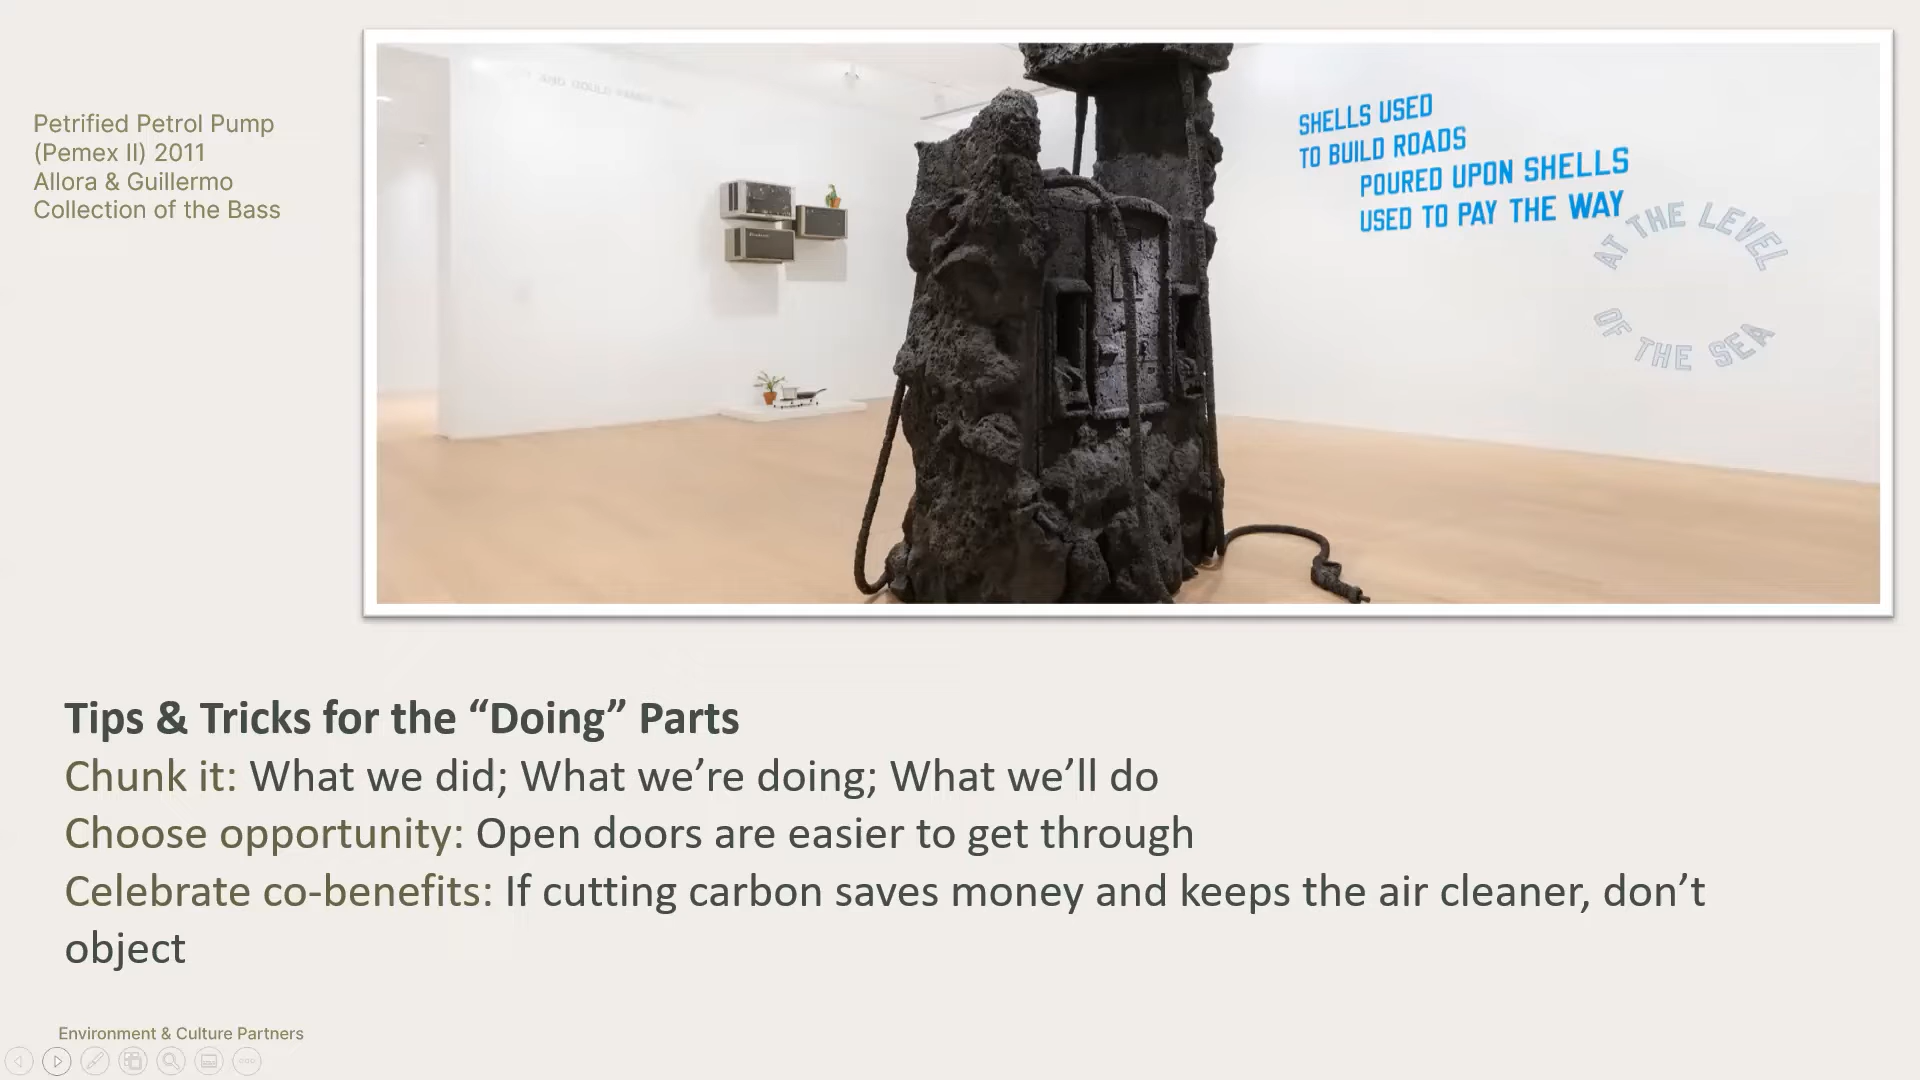 Petrified Petrol Pump
(Pemex II) 2011
Allora & Guillermo
Collection of the Bass
SHELLS USED
TO BUILD ROADS
POURED UPON SHELLS
USED TO PAY THE WAY
AT THE LEVEL
OF THE SEA
Tips & Tricks for the “Doing” Parts
Chunk it: What we did; What we’re doing; What we’ll do
Choose opportunity: Open doors are easier to get through
Celebrate co-benefits: If cutting carbon saves money and keeps the air cleaner, don’t
object
Environment & Culture Partners